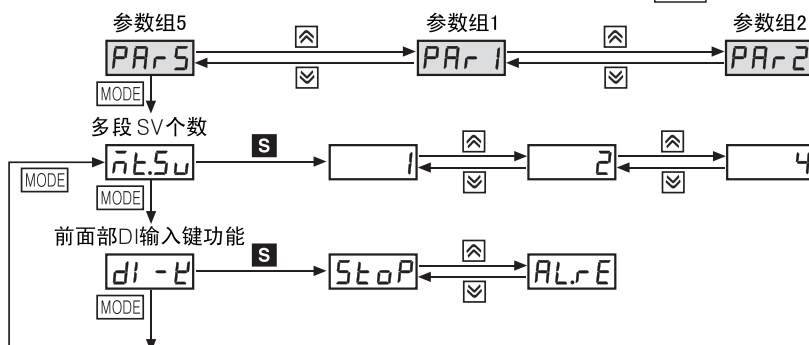 参数组5 参数组1 参数组2
PAr5 PAr1 PAr2
MODE
多段 SV个数
MODE
S
m̄t.Su 1 2 4
MODE
前面部DI输入键功能
S
dI-k StoP AL.rE
MODE